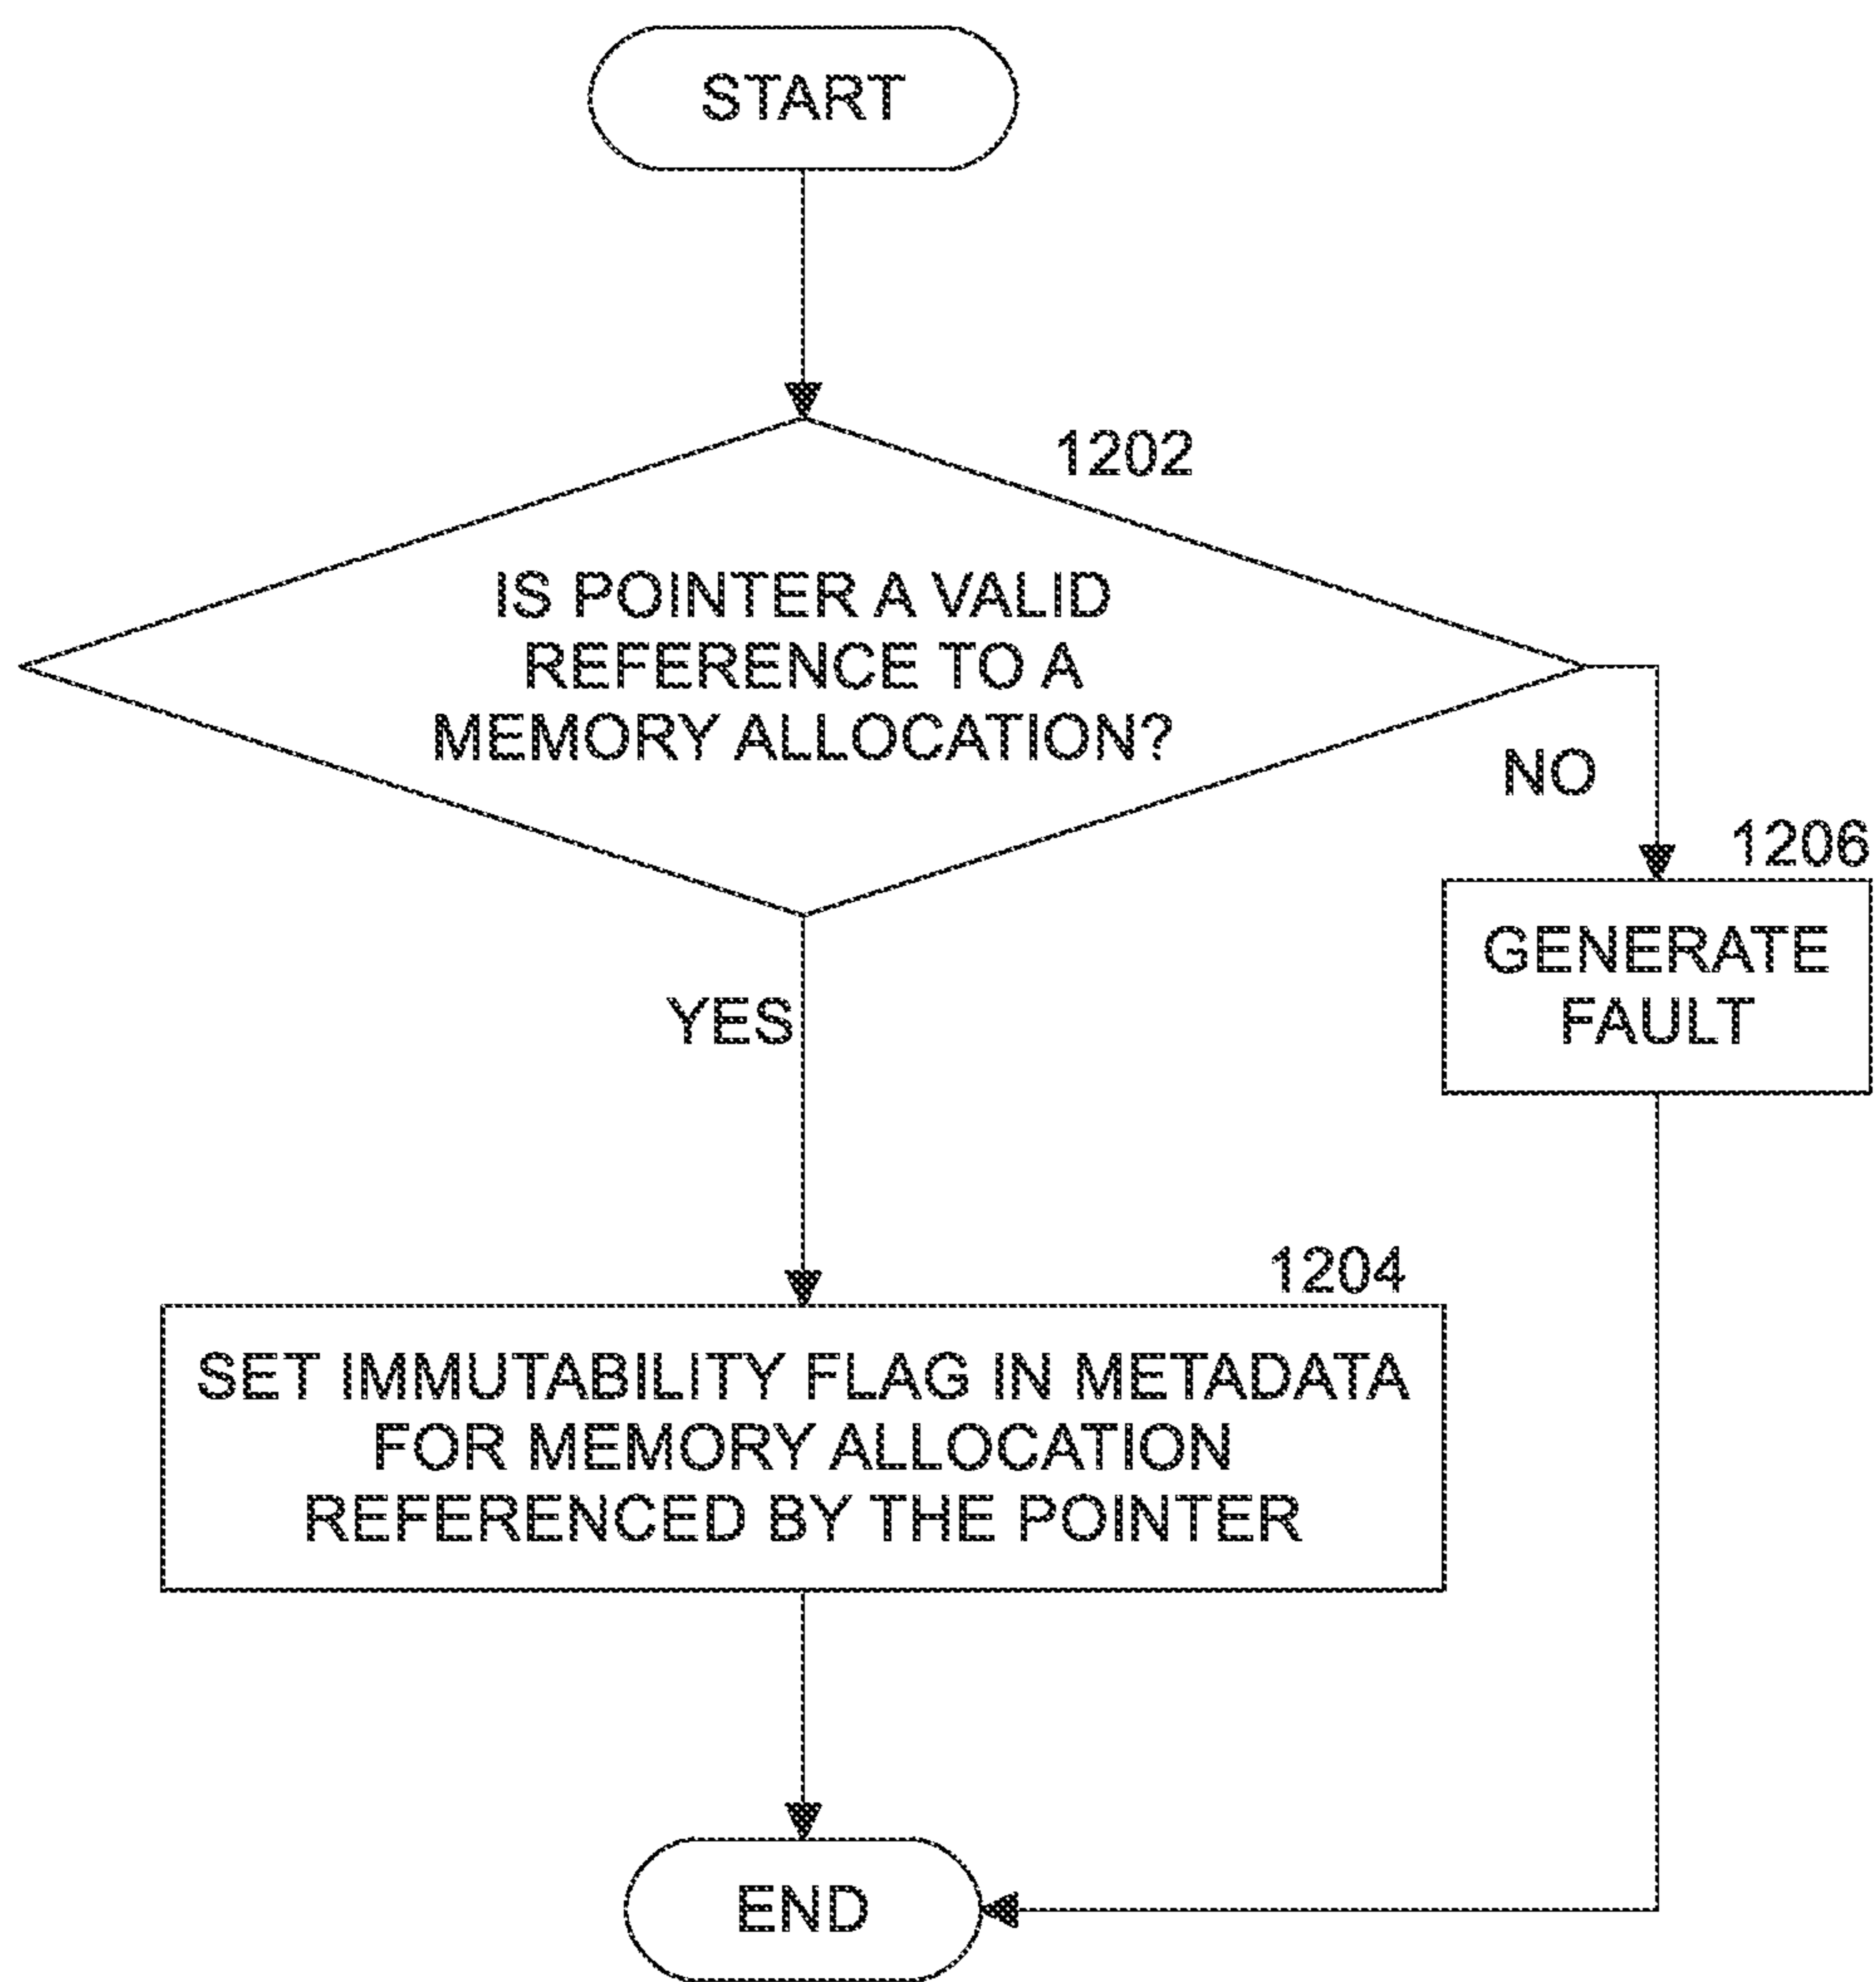 START
1202
IS POINTER A VALID
REFERENCE TO A
MEMORY ALLOCATION?
NO
1206
GENERATE
FAULT
YES
1204
SET IMMUTABILITY FLAG IN METADATA
FOR MEMORY ALLOCATION
REFERENCED BY THE POINTER
END